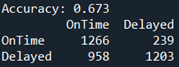 Accuracy: 0.673
OnTime Delayed
OnTime 1266 239
Delayed 958 1203